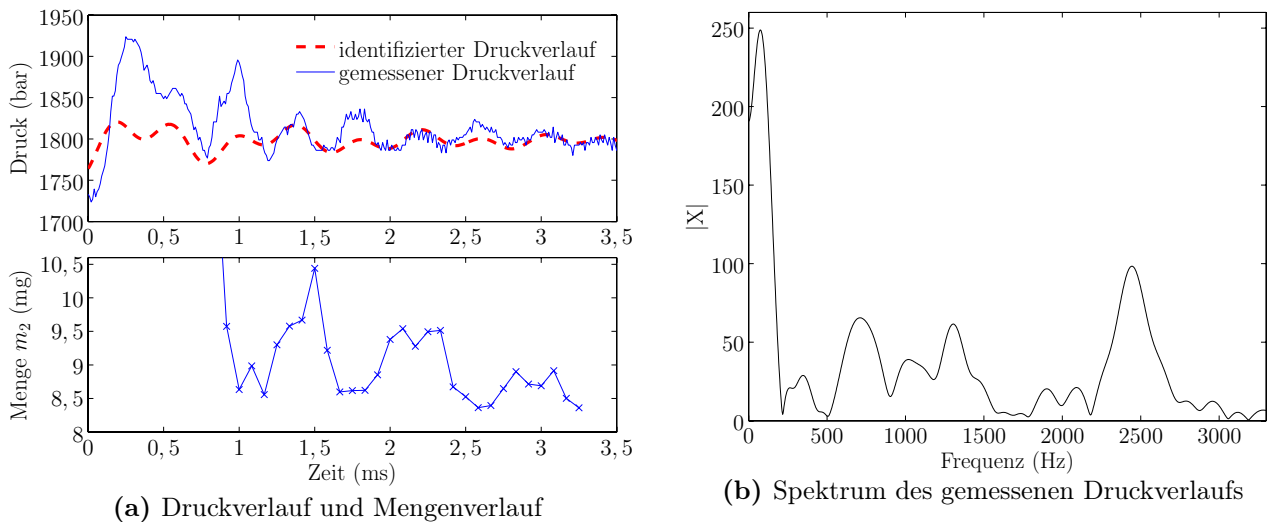 1950
1900
1850
1800
1750
1700
Druck (bar)
identifizierter Druckverlauf
gemessener Druckverlauf
0 0, 5 1 1, 5 2 2, 5 3 3, 5
10, 5
10
9, 5
9
8, 5
8
Menge m₂ (mg)
0 0, 5 1 1, 5 2 2, 5 3 3, 5
Zeit (ms)
(a) Druckverlauf und Mengenverlauf
250
200
150
100
50
0
|X|
0 500 1000 1500 2000 2500 3000
Frequenz (Hz)
(b) Spektrum des gemessenen Druckverlaufs